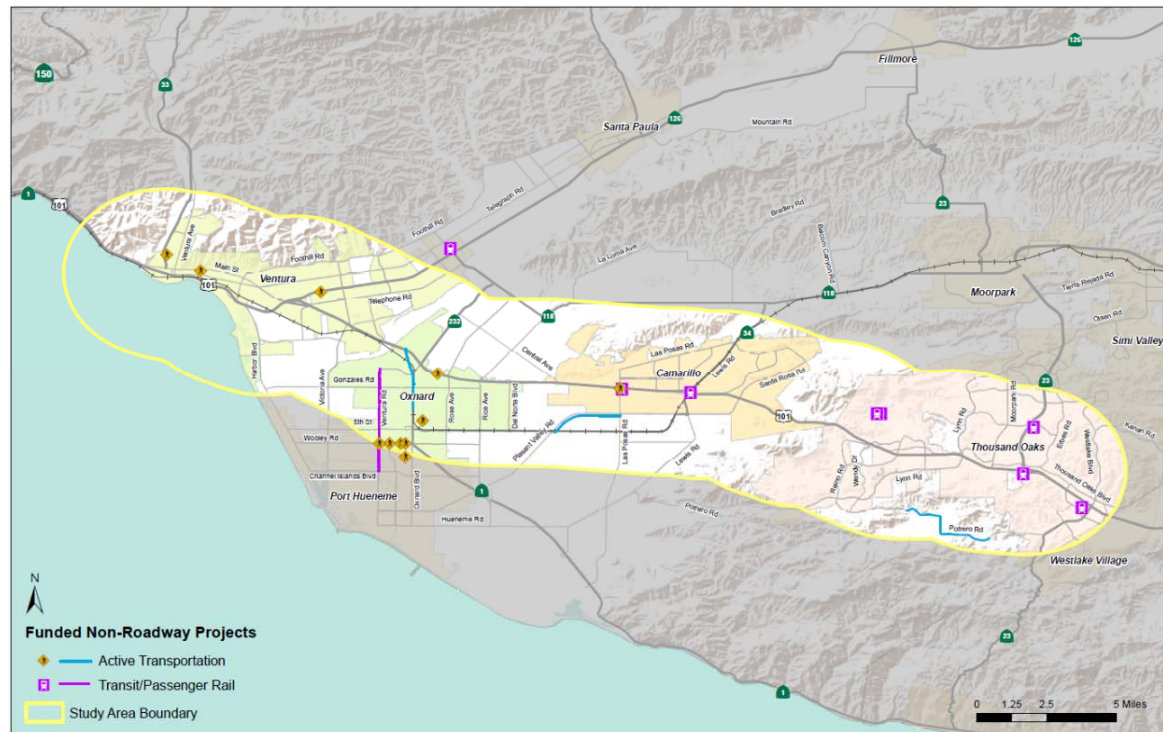 150
33
126
Fillmore
126
Santa Paula
Mountain Rd
1
101
23
Telegraph Rd
Foothill Rd
Bradley Rd
Balcom Canyon Rd
La Loma Ave
Ventura Ave
Foothill Rd
Main St
Ventura
101
Telephone Rd
118
Moorpark
Tierra Rejada Rd
Olsen Rd
Simi Valley
232
118
34
Central Ave
Las Posas Rd
Lewis Rd
Camarillo
Santa Rosa Rd
Harbor Blvd
Victoria Ave
Gonzales Rd
Ventura Rd
Oxnard
Rose Ave
Rice Ave
Del Norte Blvd
5th St
Wooley Rd
Channel Islands Blvd
Oxnard Blvd
Port Hueneme
Hueneme Rd
1
Pleasant Valley Rd
Las Posas Rd
Lewis Rd
Potrero Rd
101
23
Moorpark Rd
Lynn Rd
Erbes Rd
Westlake Blvd
Kanan Rd
Thousand Oaks
Thousand Oaks Blvd
Reino Rd
Wendy Dr
Lynn Rd
Potrero Rd
Westlake Village
23
1
N
Funded Non-Roadway Projects
Active Transportation
Transit/Passenger Rail
Study Area Boundary
0 1.25 2.5 5 Miles